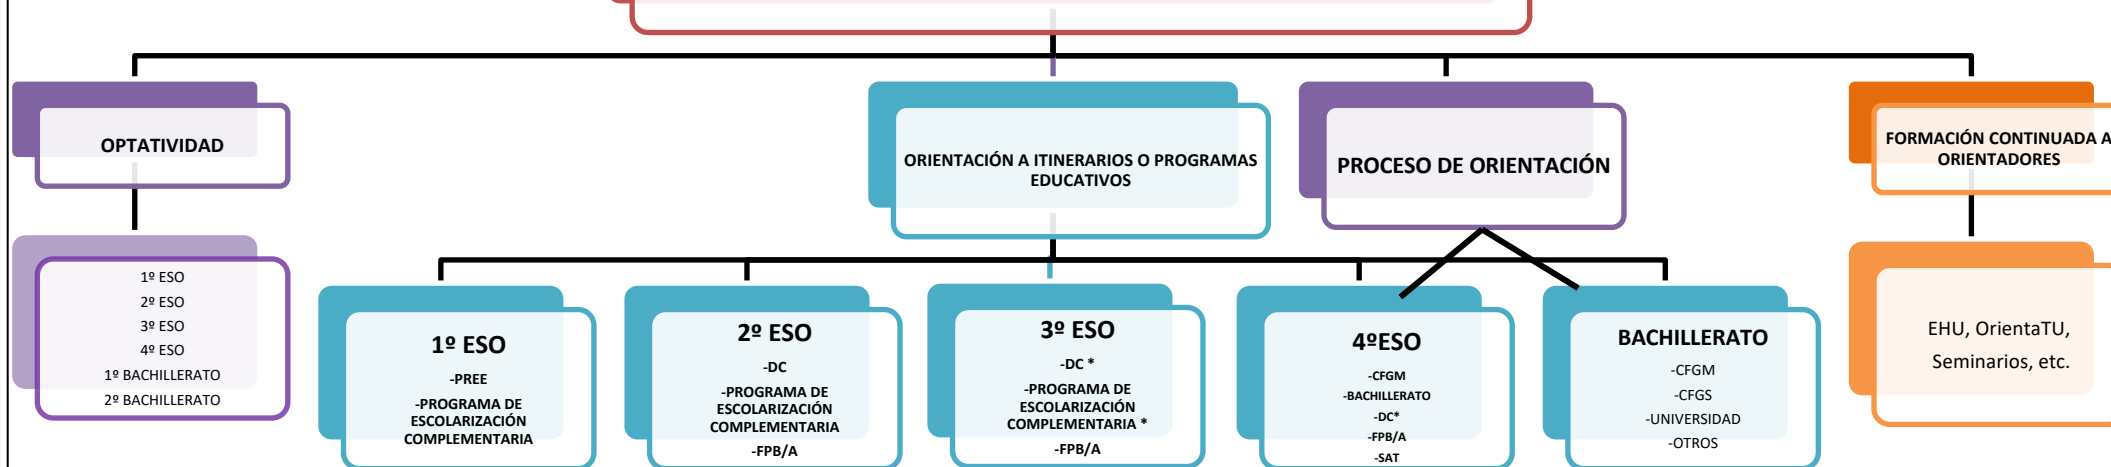 OPTATIVIDAD
ORIENTACIÓN A ITINERARIOS O PROGRAMAS
EDUCATIVOS
PROCESO DE ORIENTACIÓN
FORMACIÓN CONTINUADA A
ORIENTADORES
1º ESO
2º ESO
3º ESO
4º ESO
1º BACHILLERATO
2º BACHILLERATO
1º ESO
-PREE
-PROGRAMA DE
ESCOLARIZACIÓN
COMPLEMENTARIA
2º ESO
-DC
-PROGRAMA DE
ESCOLARIZACIÓN
COMPLEMENTARIA
-FPB/A
3º ESO
-DC *
-PROGRAMA DE
ESCOLARIZACIÓN
COMPLEMENTARIA *
-FPB/A
4ºESO
-CFGM
-BACHILLERATO
-DC*
-FPB/A
-SAT
BACHILLERATO
-CFGM
-CFGS
-UNIVERSIDAD
-OTROS
EHU, OrientaTU,
Seminarios, etc.